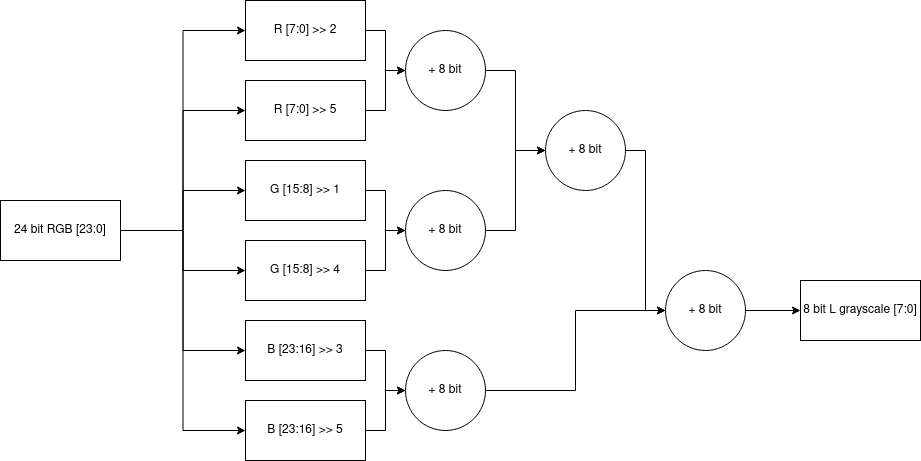 R [7:0] >> 2
+ 8 bit
R [7:0] >> 5
+ 8 bit
G [15:8] >> 1
24 bit RGB [23:0]
+ 8 bit
G [15:8] >> 4
+ 8 bit
8 bit L grayscale [7:0]
B [23:16] >> 3
+ 8 bit
B [23:16] >> 5